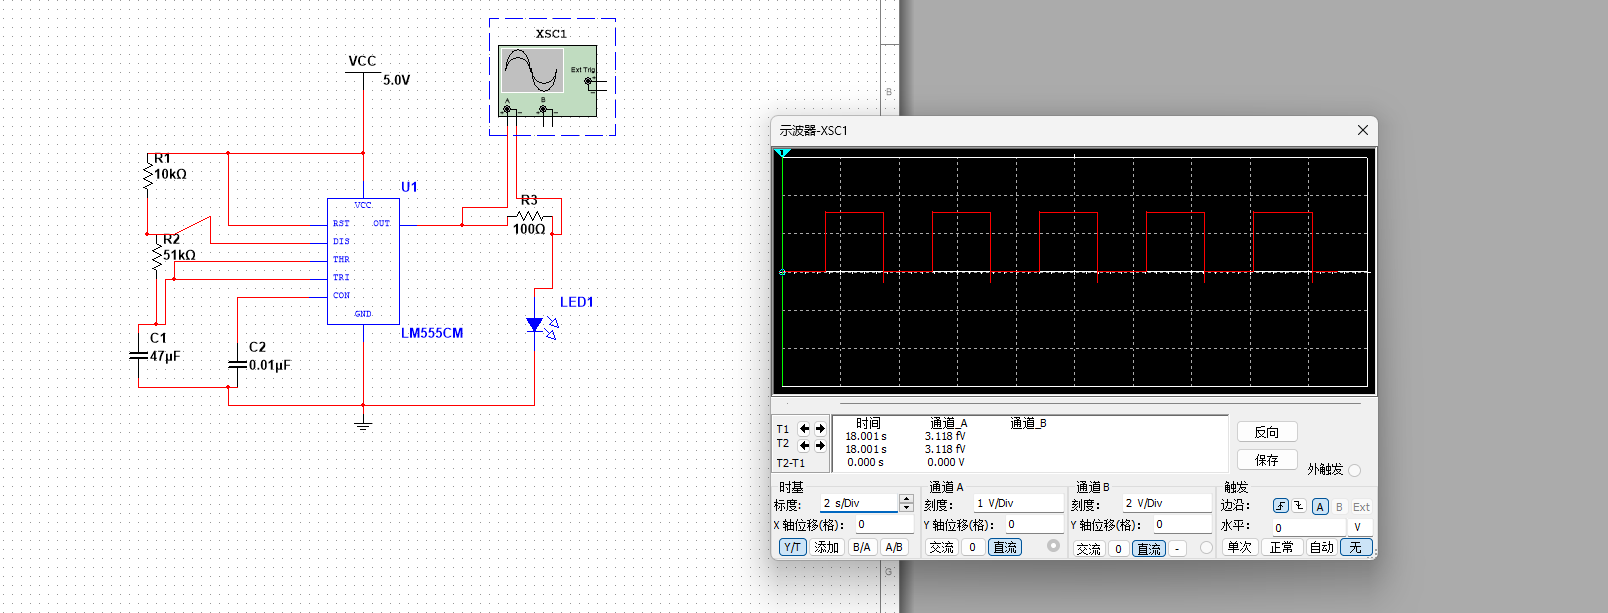 XSC1
Ext Trig
A
B
VCC
5.0V
R1
10kΩ
R2
51kΩ
U1
VCC
RST
OUT
DIS
THR
TRI
CON
GND
LM555CM
R3
100Ω
LED1
C1
47µF
C2
0.01µF
B
G
示波器-XSC1
时间 通道_A 通道_B
T1 18.001 s 3.118 fV
T2 18.001 s 3.118 fV
T2-T1 0.000 s 0.000 V
反向
保存
外触发
时基
标度: 2 s/Div
X 轴位移(格): 0
Y/T 添加 B/A A/B
通道 A
刻度: 1 V/Div
Y 轴位移(格): 0
交流 0 直流
通道 B
刻度: 2 V/Div
Y 轴位移(格): 0
交流 0 直流 -
触发
边沿: A B Ext
水平: 0 V
单次 正常 自动 无